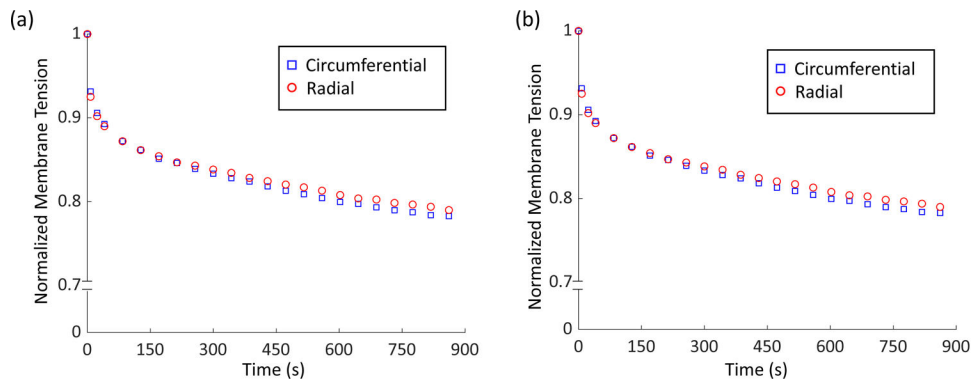 (a)
Normalized Membrane Tension
1
0.9
0.8
0.7
0
Circumferential
Radial
0 150 300 450 600 750 900
Time (s)
(b)
Normalized Membrane Tension
1
0.9
0.8
0.7
0
Circumferential
Radial
0 150 300 450 600 750 900
Time (s)